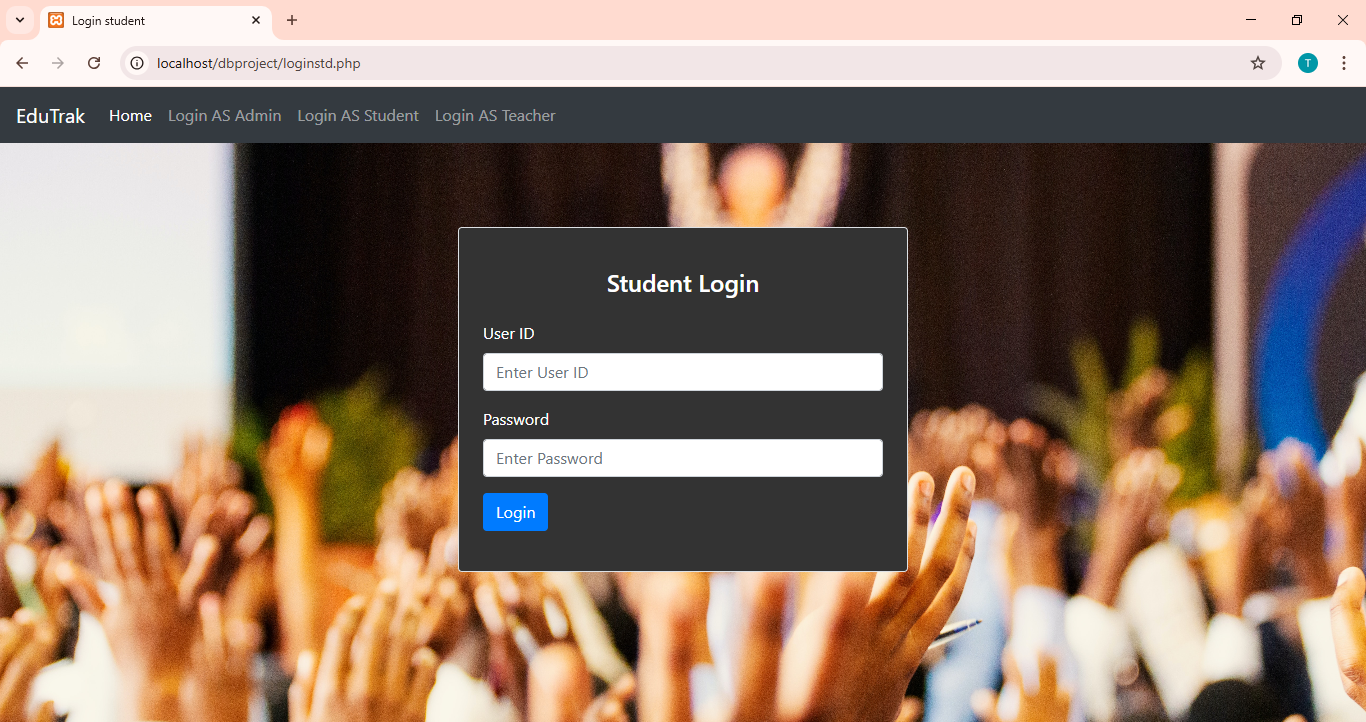 Login student
localhost/dbproject/loginstd.php
T
EduTrak Home Login AS Admin Login AS Student Login AS Teacher
Student Login
User ID
Enter User ID
Password
Enter Password
Login